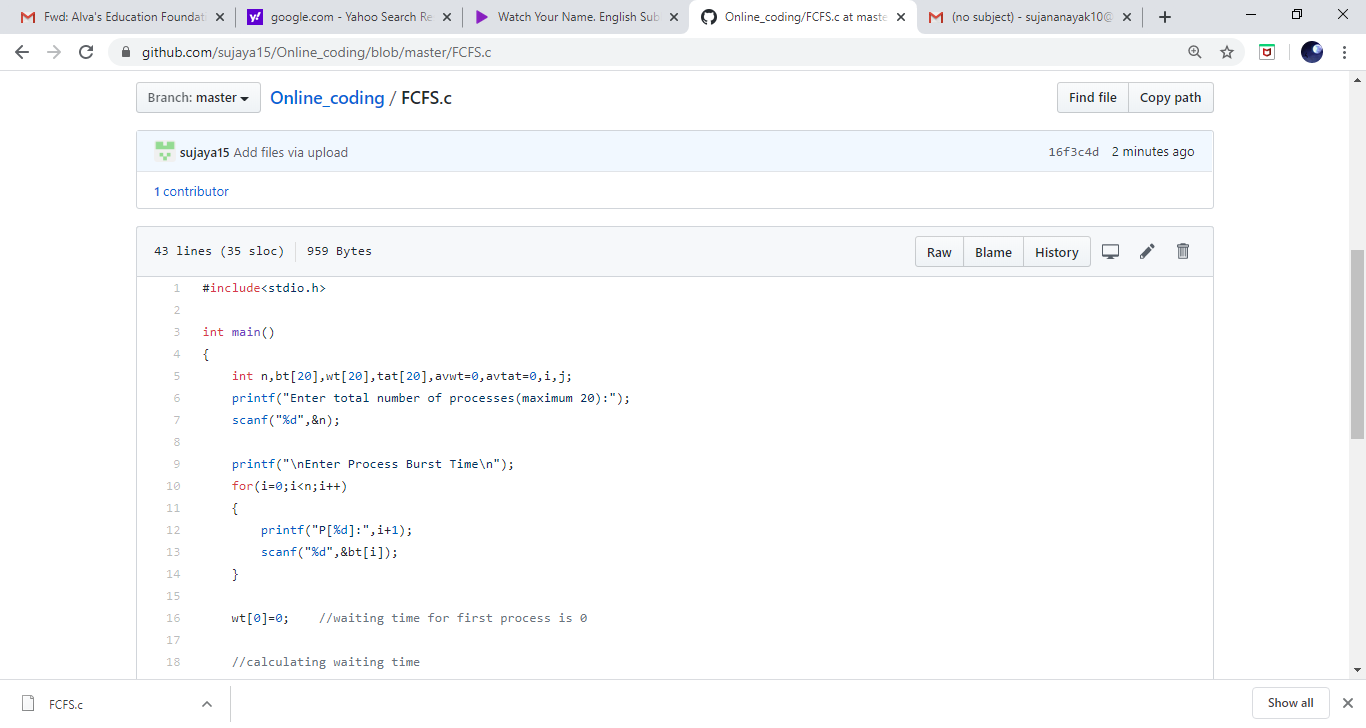 Fwd: Alva's Education Foundati
google.com - Yahoo Search Re
Watch Your Name. English Sub
Online_coding/FCFS.c at maste
(no subject) - sujananayak10@
github.com/sujaya15/Online_coding/blob/master/FCFS.c
Branch: master
Online_coding / FCFS.c
Find file
Copy path
sujaya15 Add files via upload
16f3c4d 2 minutes ago
1 contributor
43 lines (35 sloc) 959 Bytes
Raw
Blame
History
1 #include<stdio.h>
2
3 int main()
4 {
5 int n,bt[20],wt[20],tat[20],avwt=0,avtat=0,i,j;
6 printf("Enter total number of processes(maximum 20):");
7 scanf("%d",&n);
8
9 printf("\nEnter Process Burst Time\n");
10 for(i=0;i<n;i++)
11 {
12 printf("P[%d]:",i+1);
13 scanf("%d",&bt[i]);
14 }
15
16 wt[0]=0; //waiting time for first process is 0
17
18 //calculating waiting time
FCFS.c
Show all